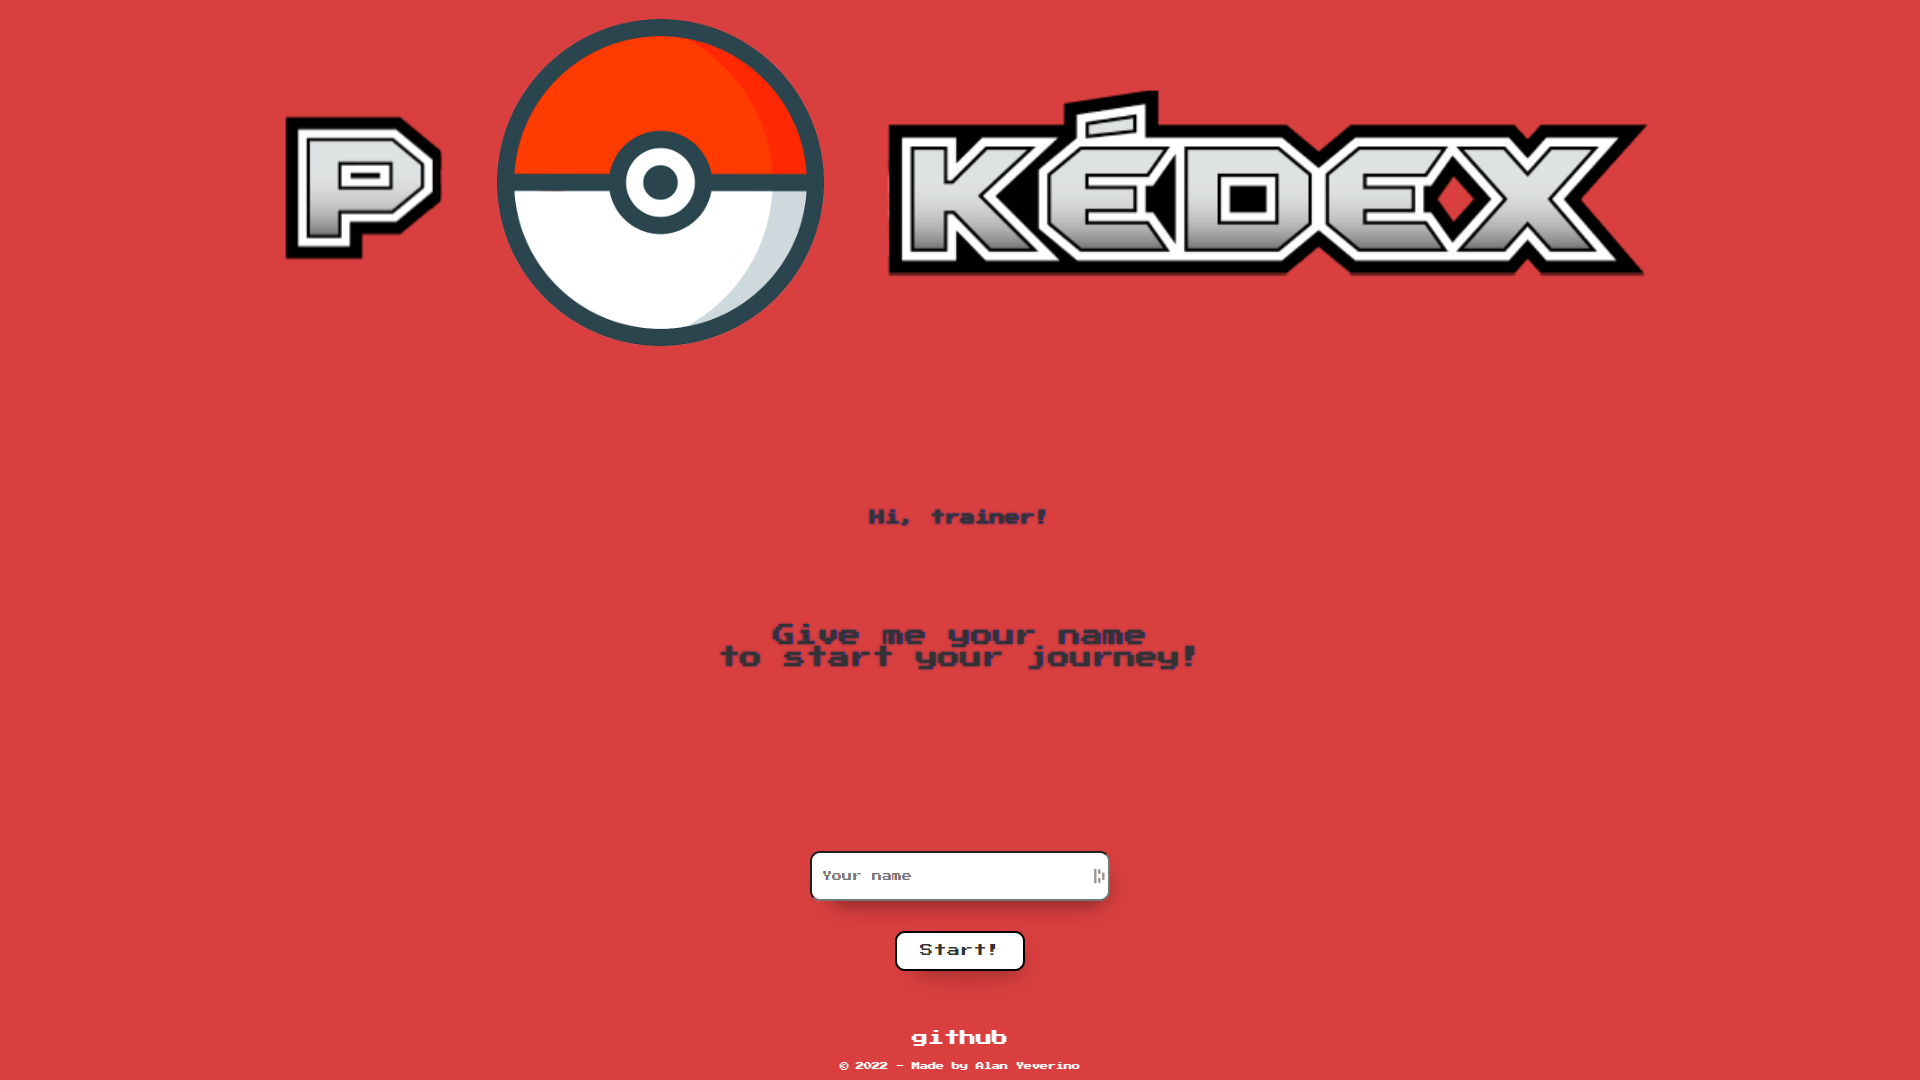 P KÉDEX
Hi, trainer!
Give me your name
to start your journey!
Your name
Start!
github
© 2022 - Made by Alan Yeverino